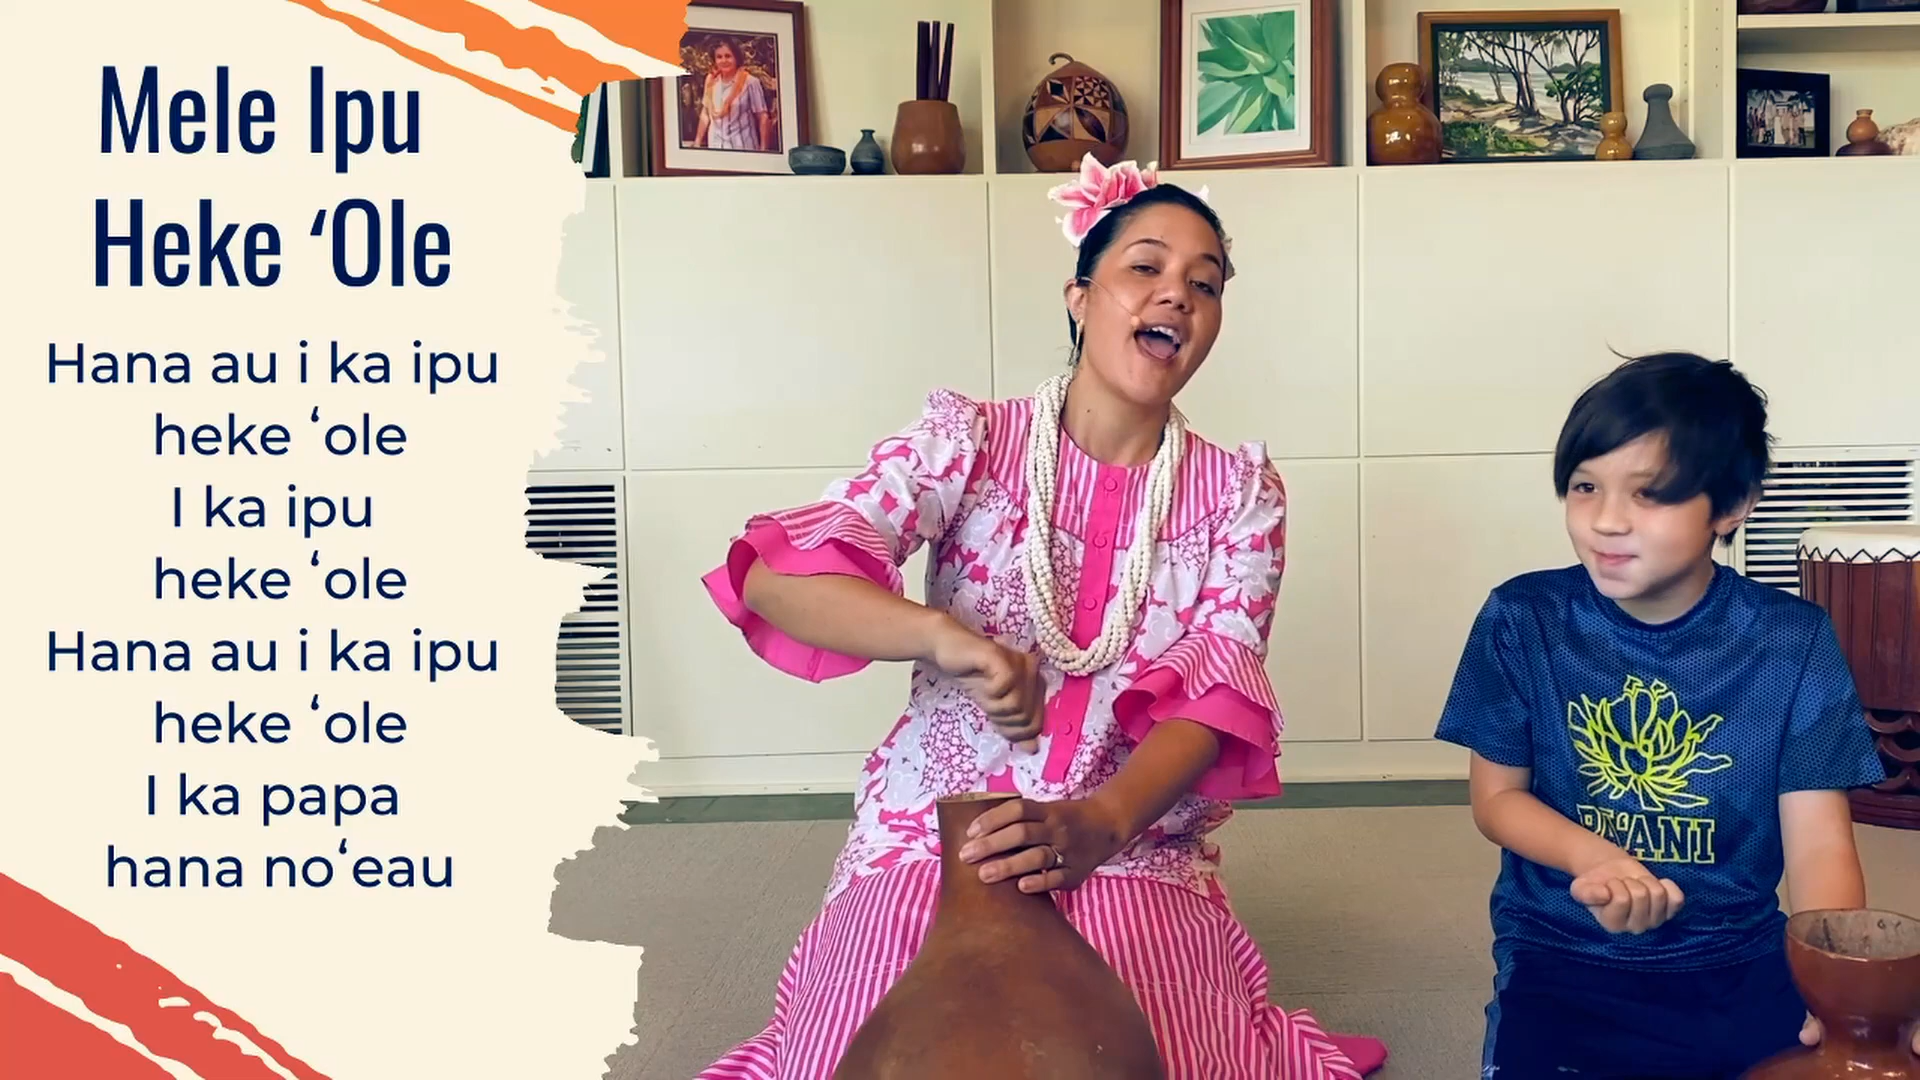 Mele Ipu
Heke ʻOle
Hana au i ka ipu
heke ʻole
I ka ipu
heke ʻole
Hana au i ka ipu
heke ʻole
I ka papa
hana noʻeau
PAʻANI